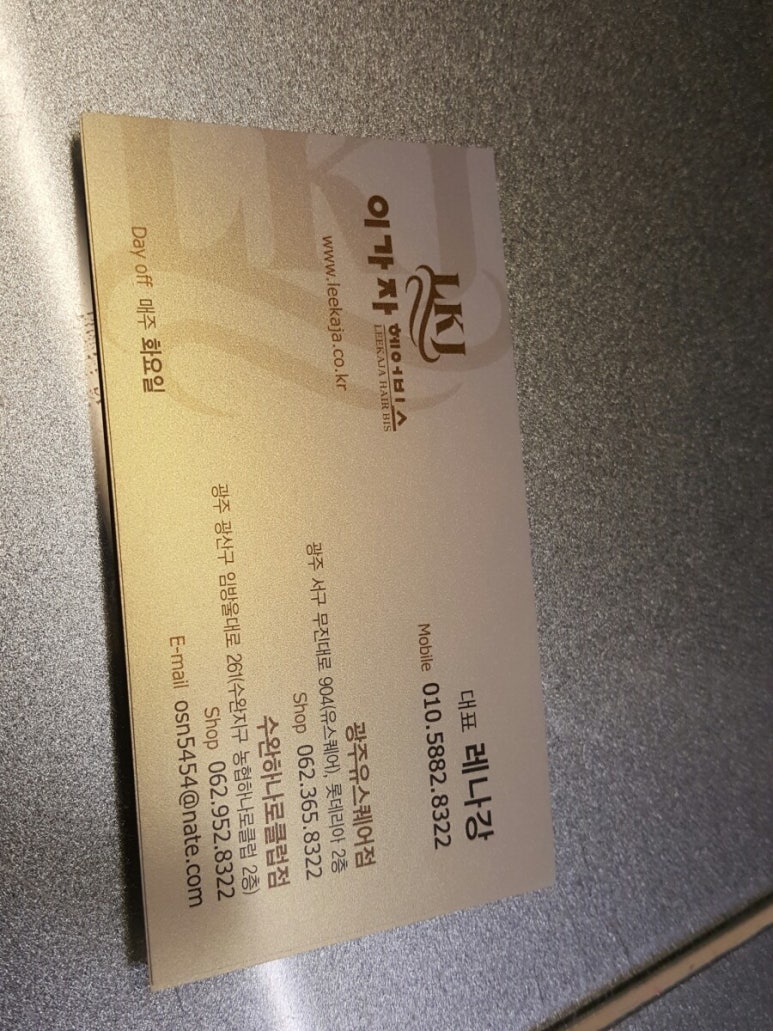 LKJ
이가자 헤어비스
LEEKAJA HAIR BIS
www.leekaja.co.kr
Day off 매주 화요일
대표 레나강
Mobile 010.5882.8322
광주유스퀘어점
광주 서구 무진대로 904(유스퀘어), 롯데리아 2층
Shop 062.365.8322
수완하나로클럽점
광주 광산구 임방울대로 261(수완지구 농협하나로클럽 2층)
Shop 062.952.8322
E-mail osn5454@nate.com